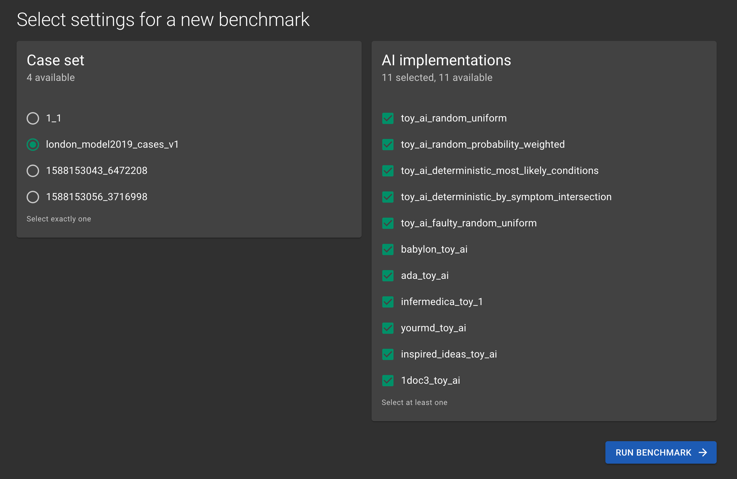 Select settings for a new benchmark
Case set
4 available
1_1
london_model2019_cases_v1
1588153043_6472208
1588153056_3716998
Select exactly one
AI implementations
11 selected, 11 available
toy_ai_random_uniform
toy_ai_random_probability_weighted
toy_ai_deterministic_most_likely_conditions
toy_ai_deterministic_by_symptom_intersection
toy_ai_faulty_random_uniform
babylon_toy_ai
ada_toy_ai
infermedica_toy_1
yourmd_toy_ai
inspired_ideas_toy_ai
1doc3_toy_ai
Select at least one
RUN BENCHMARK